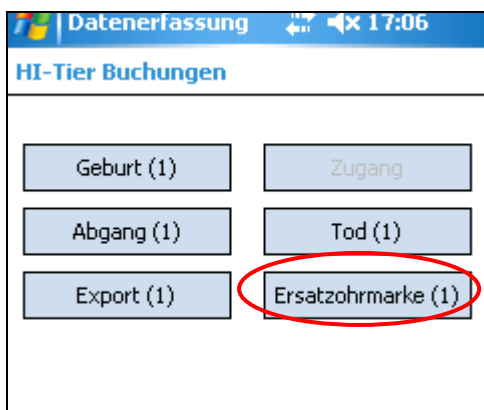 Datenerfassung 17:06
HI-Tier Buchungen
Geburt (1) Zugang
Abgang (1) Tod (1)
Export (1) Ersatzohrmarke (1)